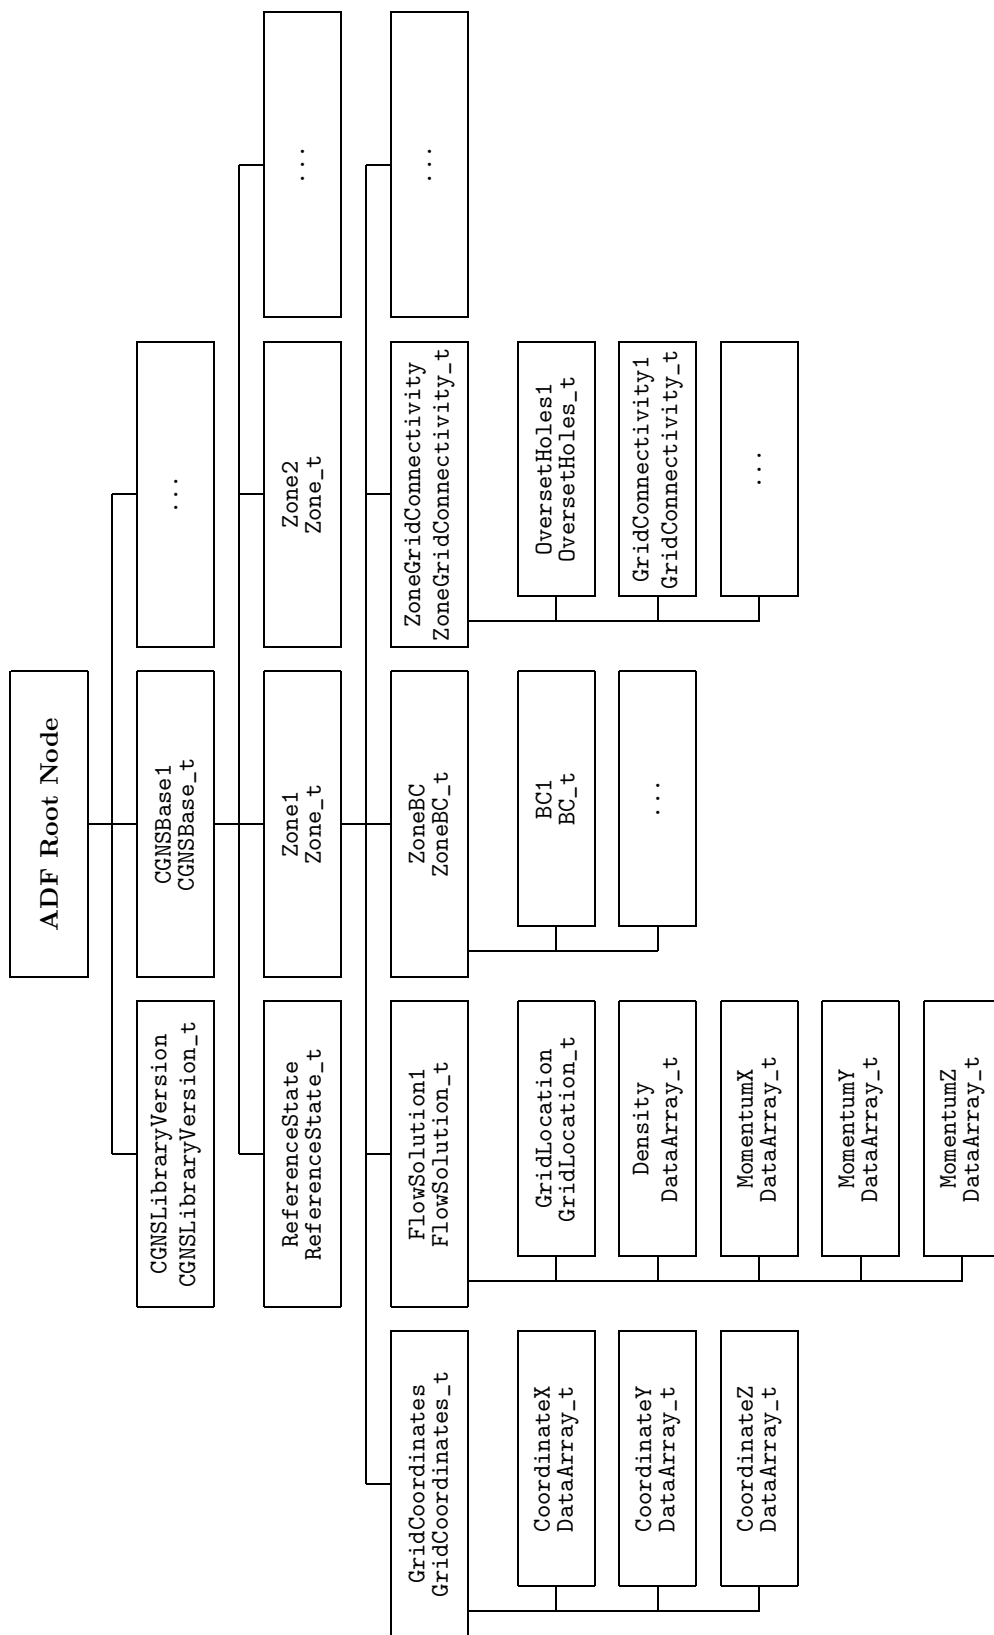 ADF Root Node
CGNSLibraryVersion
CGNSLibraryVersion_t
CGNSBase1
CGNSBase_t
...
ReferenceState
ReferenceState_t
Zone1
Zone_t
Zone2
Zone_t
...
GridCoordinates
GridCoordinates_t
FlowSolution1
FlowSolution_t
ZoneBC
ZoneBC_t
ZoneGridConnectivity
ZoneGridConnectivity_t
...
CoordinateX
DataArray_t
GridLocation
GridLocation_t
BC1
BC_t
OversetHoles1
OversetHoles_t
CoordinateY
DataArray_t
Density
DataArray_t
...
GridConnectivity1
GridConnectivity_t
CoordinateZ
DataArray_t
MomentumX
DataArray_t
...
MomentumY
DataArray_t
MomentumZ
DataArray_t